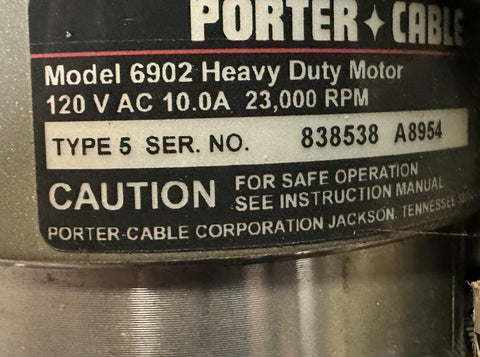 PORTER CABLE
Model 6902 Heavy Duty Motor
120 V AC 10.0A 23,000 RPM
TYPE 5 SER. NO. 838538 A8954
CAUTION FOR SAFE OPERATION
SEE INSTRUCTION MANUAL
PORTER-CABLE CORPORATION JACKSON, TENNESSEE